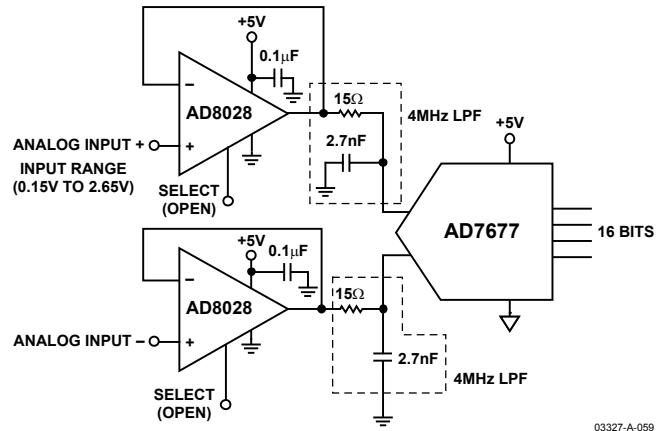 +5V
0.1μF
−
AD8028
15Ω
4MHz LPF
2.7nF
+5V
ANALOG INPUT +
+
INPUT RANGE
(0.15V TO 2.65V)
SELECT
(OPEN)
AD7677
16 BITS
+5V
0.1μF
−
AD8028
15Ω
ANALOG INPUT −
+
2.7nF
4MHz LPF
SELECT
(OPEN)
03327-A-059